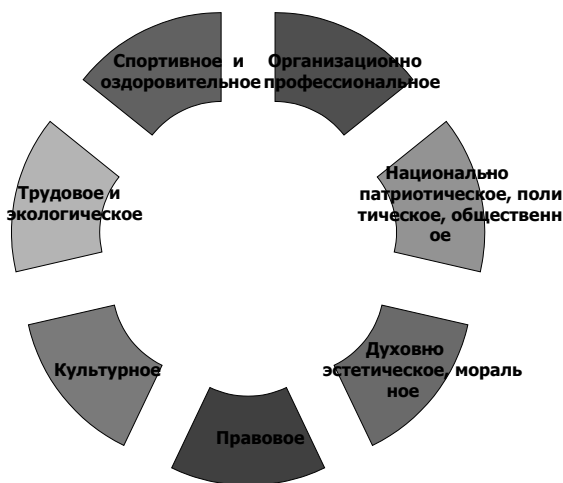 Спортивное и
оздоровительное
Организационно
профессиональное
Национально
патриотическое, поли
тическое, общественн
ое
Духовно
эстетическое, мораль
ное
Правовое
Культурное
Трудовое и
экологическое